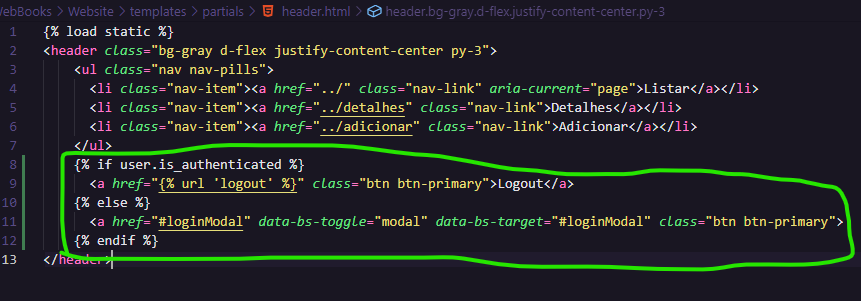 WebBooks > Website > templates > partials > header.html > header.bg-gray.d-flex.justify-content-center.py-3
1 {% load static %}
2 <header class="bg-gray d-flex justify-content-center py-3">
3 <ul class="nav nav-pills">
4 <li class="nav-item"><a href="../" class="nav-link" aria-current="page">Listar</a></li>
5 <li class="nav-item"><a href="../detalhes" class="nav-link">Detalhes</a></li>
6 <li class="nav-item"><a href="../adicionar" class="nav-link">Adicionar</a></li>
7 </ul>
8 {% if user.is_authenticated %}
9 <a href="{% url 'logout' %}" class="btn btn-primary">Logout</a>
10 {% else %}
11 <a href="#loginModal" data-bs-toggle="modal" data-bs-target="#loginModal" class="btn btn-primary">
12 {% endif %}
13 </header>